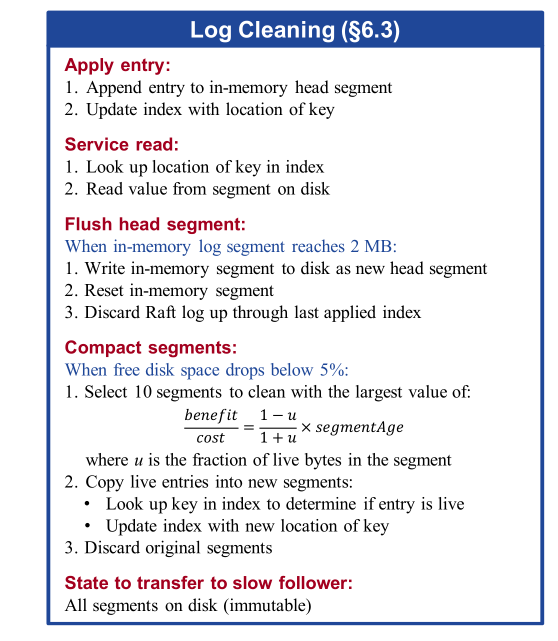 Log Cleaning (§6.3)
Apply entry:
1. Append entry to in-memory head segment
2. Update index with location of key
Service read:
1. Look up location of key in index
2. Read value from segment on disk
Flush head segment:
When in-memory log segment reaches 2 MB:
1. Write in-memory segment to disk as new head segment
2. Reset in-memory segment
3. Discard Raft log up through last applied index
Compact segments:
When free disk space drops below 5%:
1. Select 10 segments to clean with the largest value of:
benefit/cost = (1 − u)/(1 + u) × segmentAge
where u is the fraction of live bytes in the segment
2. Copy live entries into new segments:
• Look up key in index to determine if entry is live
• Update index with new location of key
3. Discard original segments
State to transfer to slow follower:
All segments on disk (immutable)